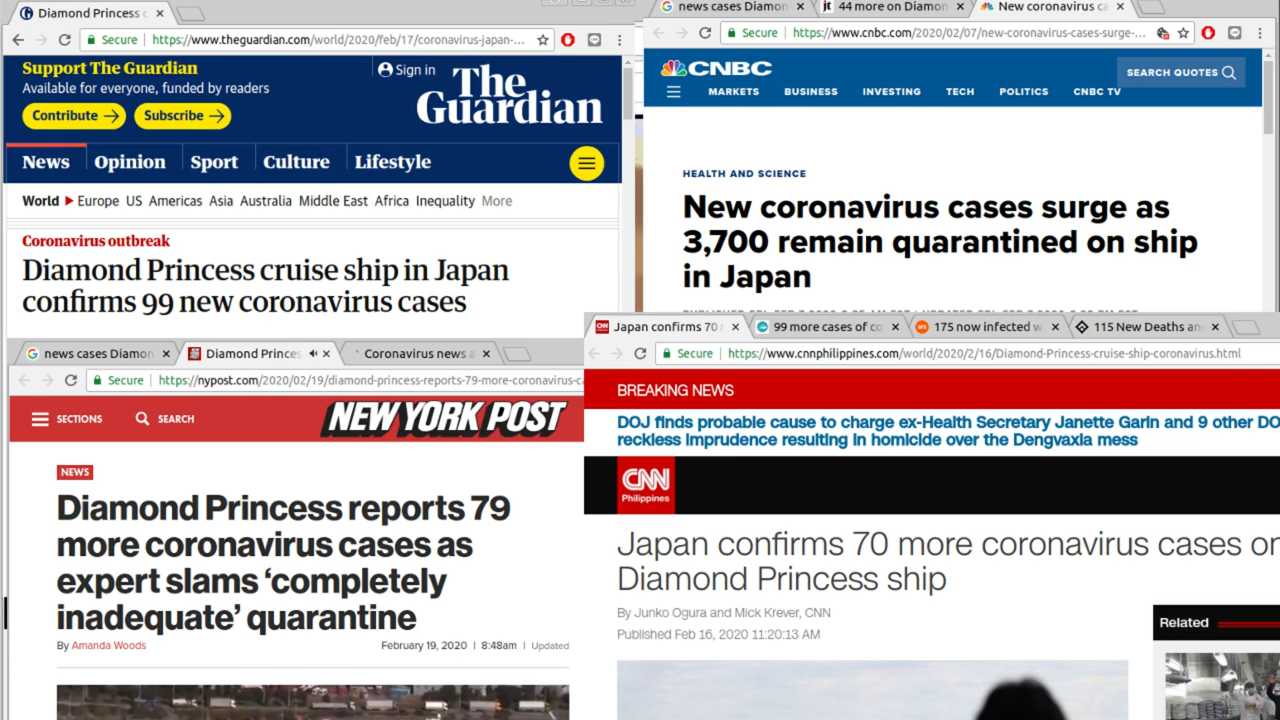 Diamond Princess c
Secure | https://www.theguardian.com/world/2020/feb/17/coronavirus-japan-...
Support The Guardian
Available for everyone, funded by readers
Contribute → Subscribe →
Sign in
The
Guardian
News Opinion Sport Culture Lifestyle
World Europe US Americas Asia Australia Middle East Africa Inequality More
Coronavirus outbreak
Diamond Princess cruise ship in Japan
confirms 99 new coronavirus cases
news cases Diamon jt 44 more on Diamon New coronavirus ca
Secure | https://www.cnbc.com/2020/02/07/new-coronavirus-cases-surge-...
CNBC
SEARCH QUOTES
MARKETS BUSINESS INVESTING TECH POLITICS CNBC TV
HEALTH AND SCIENCE
New coronavirus cases surge as
3,700 remain quarantined on ship
in Japan
news cases Diamon Diamond Princes Coronavirus news a
Secure | https://nypost.com/2020/02/19/diamond-princess-reports-79-more-coronavirus-ca
SECTIONS SEARCH NEW YORK POST
NEWS
Diamond Princess reports 79
more coronavirus cases as
expert slams ‘completely
inadequate’ quarantine
By Amanda Woods February 19, 2020 | 8:48am | Updated
Japan confirms 70 99 more cases of co 175 now infected w 115 New Deaths an
Secure | https://www.cnnphilippines.com/world/2020/2/16/Diamond-Princess-cruise-ship-coronavirus.html
BREAKING NEWS
DOJ finds probable cause to charge ex-Health Secretary Janette Garin and 9 other DO
reckless imprudence resulting in homicide over the Dengvaxia mess
CNN
Philippines
Japan confirms 70 more coronavirus cases on
Diamond Princess ship
By Junko Ogura and Mick Krever, CNN
Published Feb 16, 2020 11:20:13 AM
Related